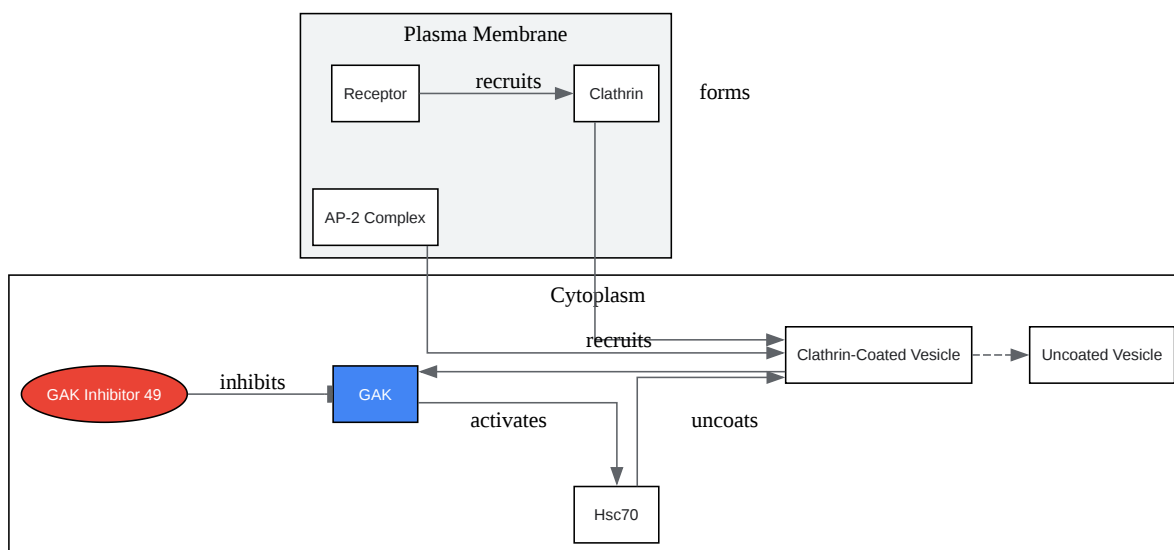 Plasma Membrane
Receptor
recruits
Clathrin
forms
AP-2 Complex
Cytoplasm
recruits
Clathrin-Coated Vesicle
Uncoated Vesicle
GAK Inhibitor 49
inhibits
GAK
activates
uncoats
Hsc70